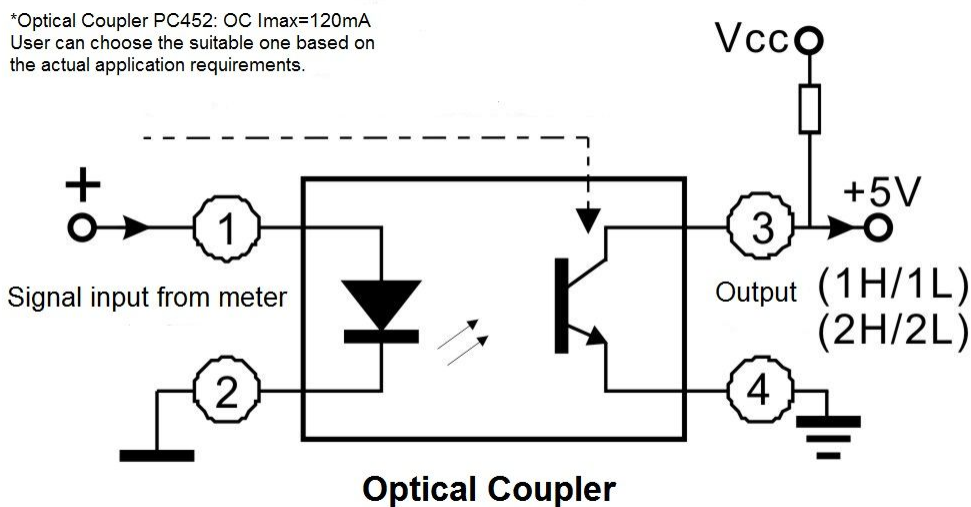 *Optical Coupler PC452: OC Imax=120mA
User can choose the suitable one based on
the actual application requirements.
Vcc
+
1
3
+5V
Signal input from meter
Output (1H/1L)
(2H/2L)
2
4
Optical Coupler